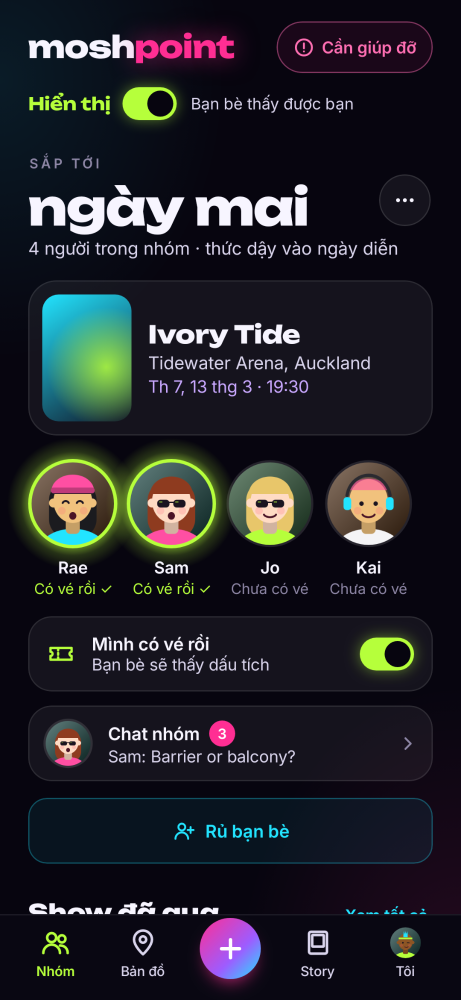 moshpoint
Cần giúp đỡ
Hiển thị
Bạn bè thấy được bạn
SẮP TỚI
ngày mai
4 người trong nhóm · thức dậy vào ngày diễn
Ivory Tide
Tidewater Arena, Auckland
Th 7, 13 thg 3 · 19:30
Rae
Sam
Jo
Kai
Có vé rồi ✓
Có vé rồi ✓
Chưa có vé
Chưa có vé
Mình có vé rồi
Bạn bè sẽ thấy dấu tích
Chat nhóm 3
Sam: Barrier or balcony?
Rủ bạn bè
Show đã qua
Xem tất cả
Nhóm
Bản đồ
Story
Tôi